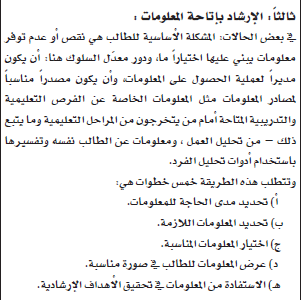 ثالثاً: الإرشاد بإتاحة المعلومات :
في بعض الحالات: المشكلة الأساسية للطالب هي نقص أو عدم توفر
معلومات يبني عليها اختياراً ما، ودور معدّل السلوك هنا: أن يكون
مديراً لعملية الحصول على المعلومات، وأن يكون مصدراً مناسباً
لمصادر المعلومات مثل المعلومات الخاصة عن الفرص التعليمية
والتدريبية المتاحة أمام من يتخرجون من المراحل التعليمية وما يتبع
ذلك – من تحليل العمل ، ومعلومات عن الطالب نفسه وتفسيرها
باستخدام أدوات تحليل الفرد.
وتتطلب هذه الطريقة خمس خطوات هي:
أ) تحديد مدى الحاجة للمعلومات.
ب) تحديد المعلومات اللازمة.
ج) اختيار المعلومات المناسبة.
د) عرض المعلومات للطالب في صورة مناسبة.
هـ) الاستفادة من المعلومات في تحقيق الأهداف الإرشادية.